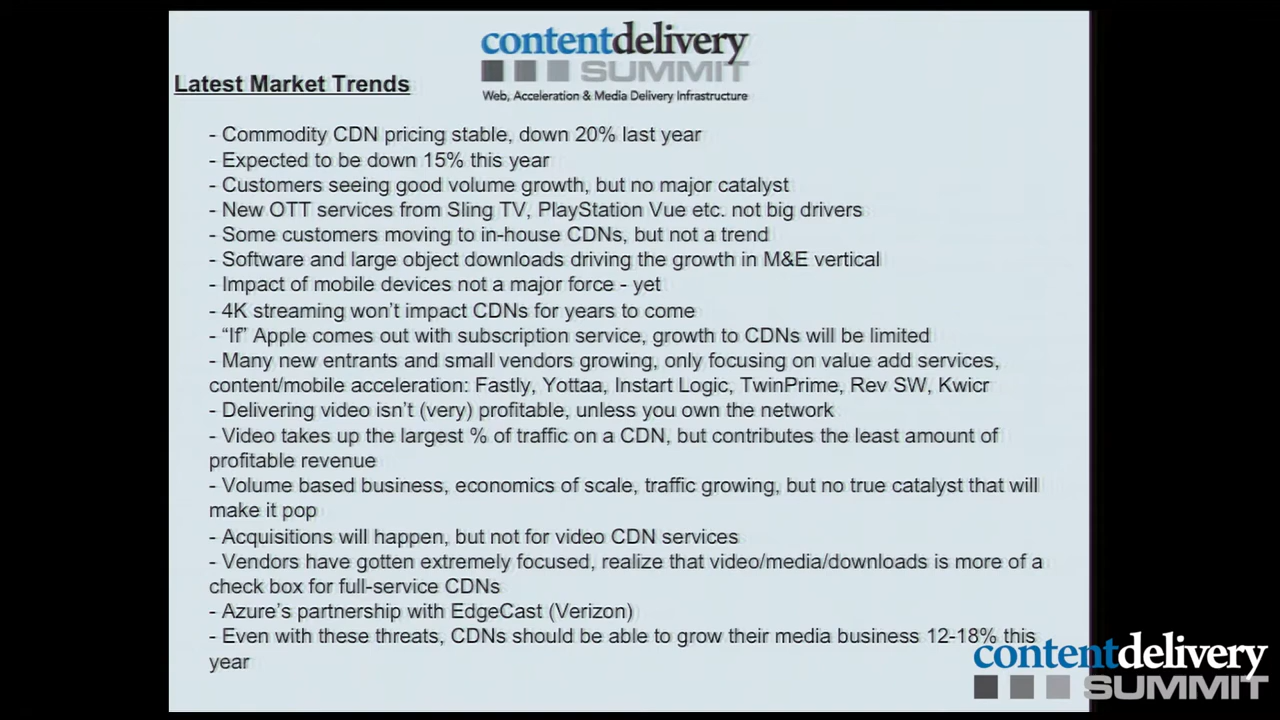 contentdelivery
SUMMIT
Web, Acceleration & Media Delivery Infrastructure
Latest Market Trends
- Commodity CDN pricing stable, down 20% last year
- Expected to be down 15% this year
- Customers seeing good volume growth, but no major catalyst
- New OTT services from Sling TV, PlayStation Vue etc. not big drivers
- Some customers moving to in-house CDNs, but not a trend
- Software and large object downloads driving the growth in M&E vertical
- Impact of mobile devices not a major force - yet
- 4K streaming won't impact CDNs for years to come
- “If” Apple comes out with subscription service, growth to CDNs will be limited
- Many new entrants and small vendors growing, only focusing on value add services,
content/mobile acceleration: Fastly, Yottaa, Instart Logic, TwinPrime, Rev SW, Kwicr
- Delivering video isn't (very) profitable, unless you own the network
- Video takes up the largest % of traffic on a CDN, but contributes the least amount of
profitable revenue
- Volume based business, economics of scale, traffic growing, but no true catalyst that will
make it pop
- Acquisitions will happen, but not for video CDN services
- Vendors have gotten extremely focused, realize that video/media/downloads is more of a
check box for full-service CDNs
- Azure's partnership with EdgeCast (Verizon)
- Even with these threats, CDNs should be able to grow their media business 12-18% this
year
contentdelivery
SUMMIT